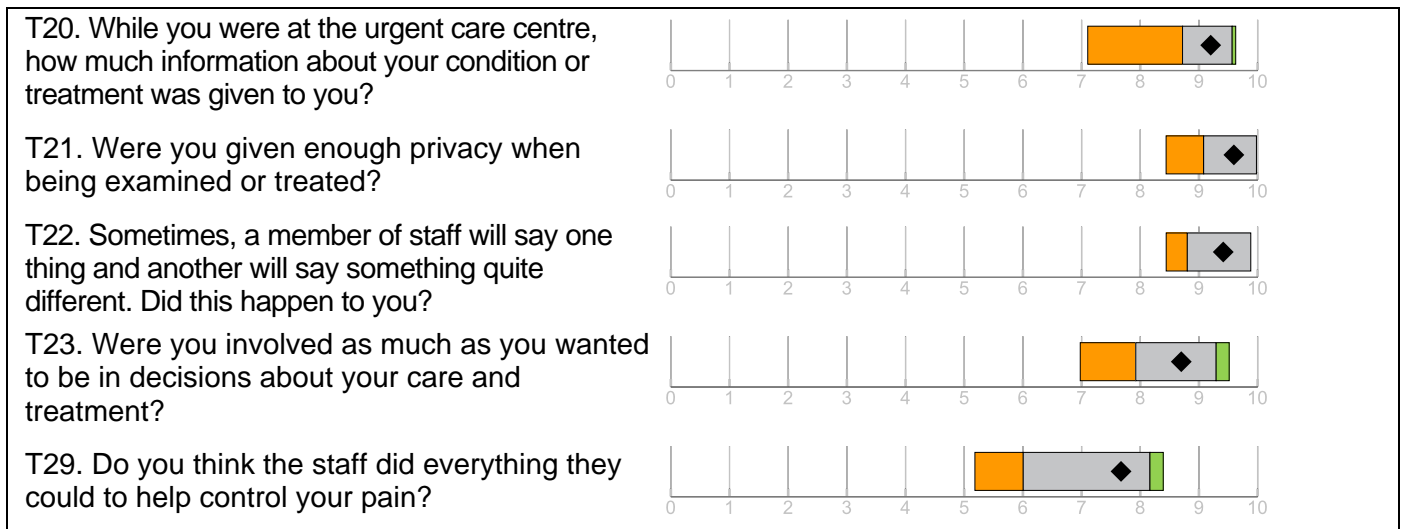 T20. While you were at the urgent care centre,
how much information about your condition or
treatment was given to you?
0 1 2 3 4 5 6 7 8 9 10
T21. Were you given enough privacy when
being examined or treated?
0 1 2 3 4 5 6 7 8 9 10
T22. Sometimes, a member of staff will say one
thing and another will say something quite
different. Did this happen to you?
0 1 2 3 4 5 6 7 8 9 10
T23. Were you involved as much as you wanted
to be in decisions about your care and
treatment?
0 1 2 3 4 5 6 7 8 9 10
T29. Do you think the staff did everything they
could to help control your pain?
0 1 2 3 4 5 6 7 8 9 10